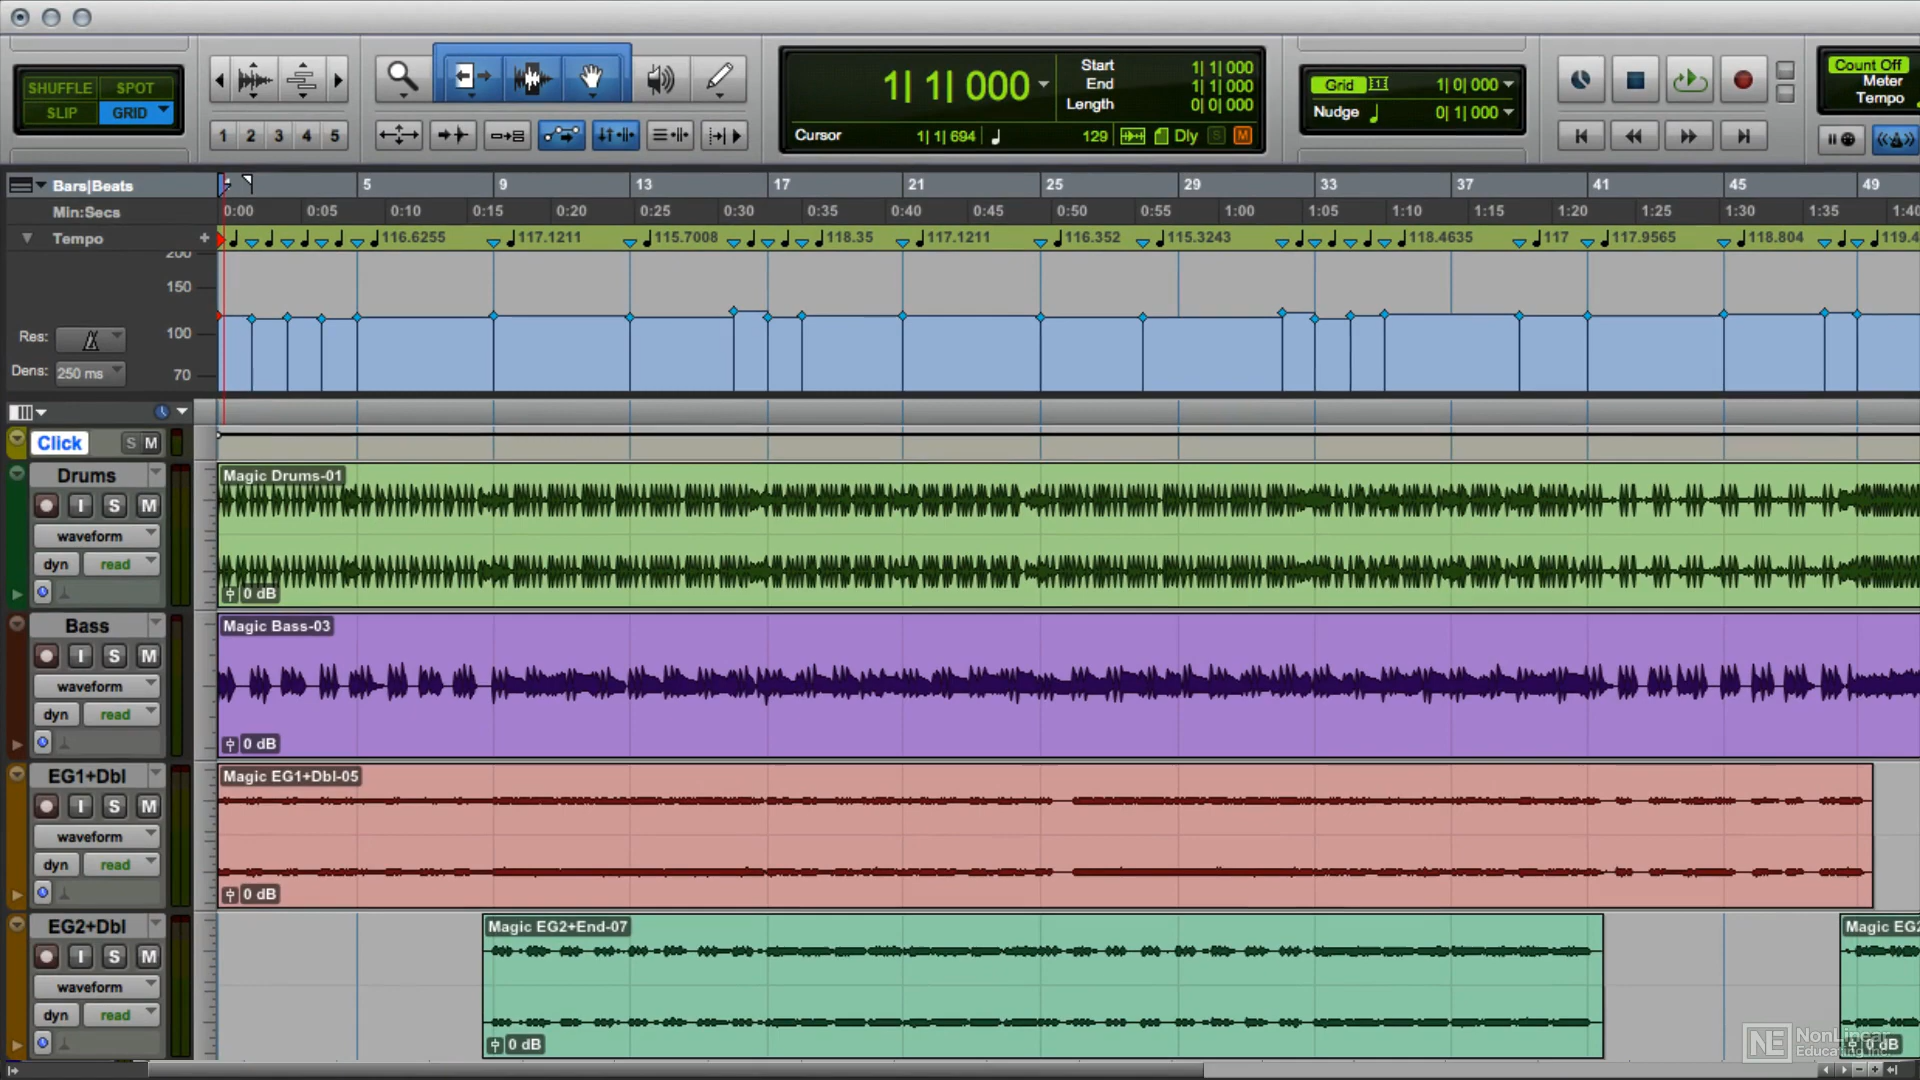 SHUFFLE SPOT
SLIP GRID
1 2 3 4 5
1| 1| 000
Start 1| 1| 000
End 1| 1| 000
Length 0| 0| 000
Cursor 1| 1| 694 129 Dly S M
Grid 1| 0| 000
Nudge 0| 1| 000
Count Off
Meter
Tempo
Bars|Beats 5 9 13 17 21 25 29 33 37 41 45 49
Min:Secs 0:00 0:05 0:10 0:15 0:20 0:25 0:30 0:35 0:40 0:45 0:50 0:55 1:00 1:05 1:10 1:15 1:20 1:25 1:30 1:35 1:40
Tempo + 116.6255 117.1211 115.7008 118.35 117.1211 116.352 115.3243 118.4635 117 117.9565 118.804 119.4
200
150
Res: 100
Dens: 250 ms 70
Click S M
Drums
I S M
waveform
dyn read
Magic Drums-01
0 dB
Bass
I S M
waveform
dyn read
Magic Bass-03
0 dB
EG1+Dbl
I S M
waveform
dyn read
Magic EG1+Dbl-05
0 dB
EG2+Dbl
I S M
waveform
dyn read
Magic EG2+End-07
0 dB
Magic EG2
0 dB
NE NonLinear
Educating Inc.